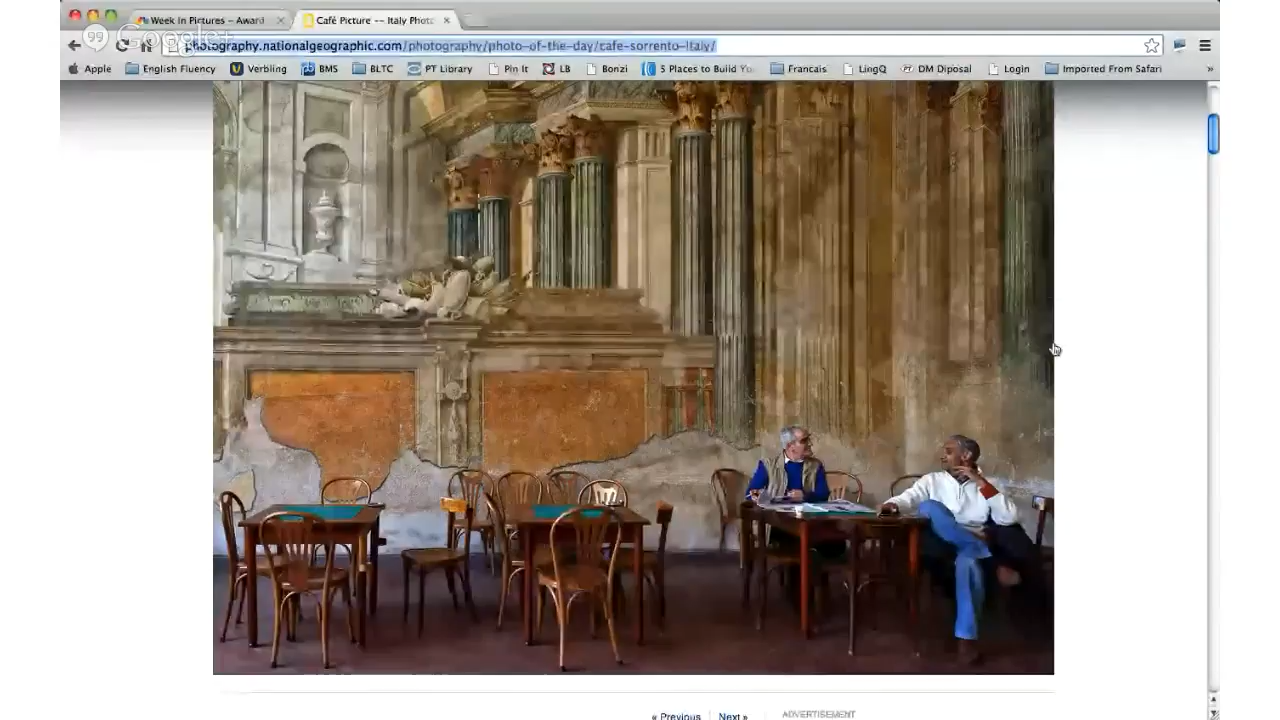 Week in Pictures – Award
Café Picture -- Italy Photo
Google+
photography.nationalgeographic.com/photography/photo-of-the-day/cafe-sorrento-italy/
Apple English Fluency Verbling BMS BLTC PT Library Pin It LB Bonzi 5 Places to Build Yo Francais LingQ DM Diposal Login Imported From Safari »
« Previous Next » ADVERTISEMENT